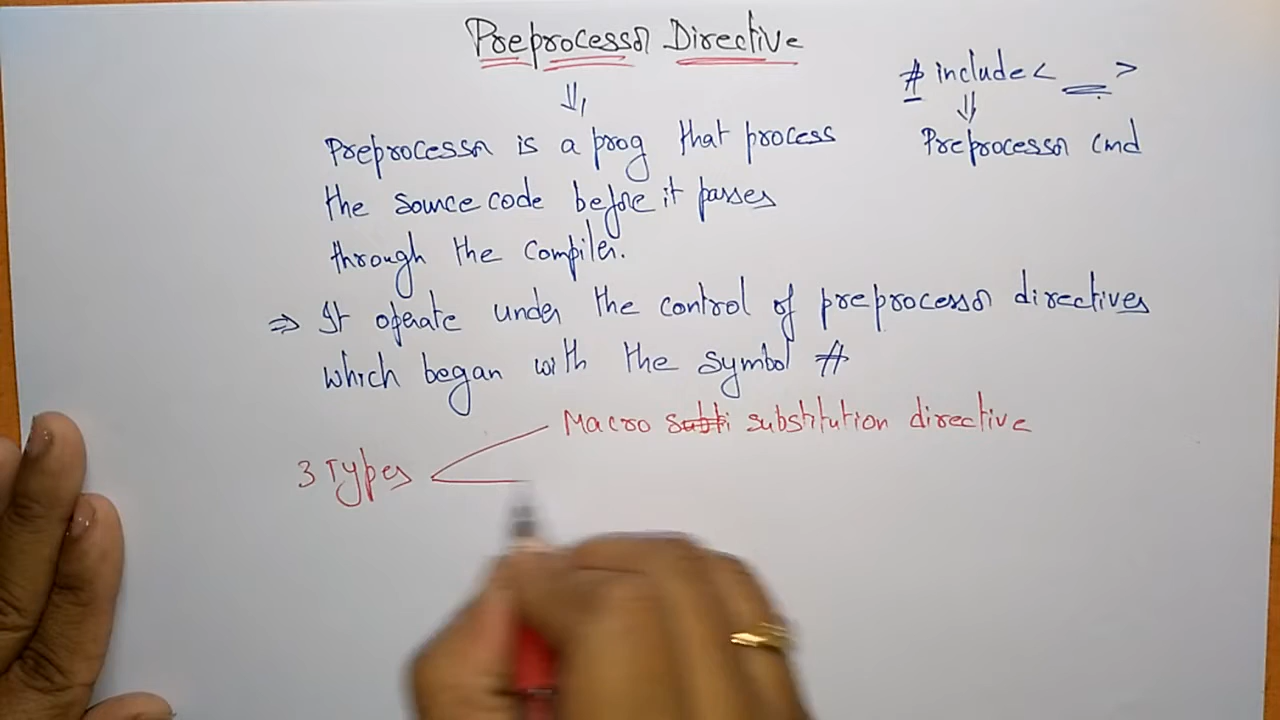 Preprocessor Directive
# include < __ >
Preprocessor Cmd
Preprocessor is a prog that process
the source code before it passes
through the compiler.
⇒ It operate under the control of preprocessor directives
which began with the symbol #
3 Types
Macro substitution directive